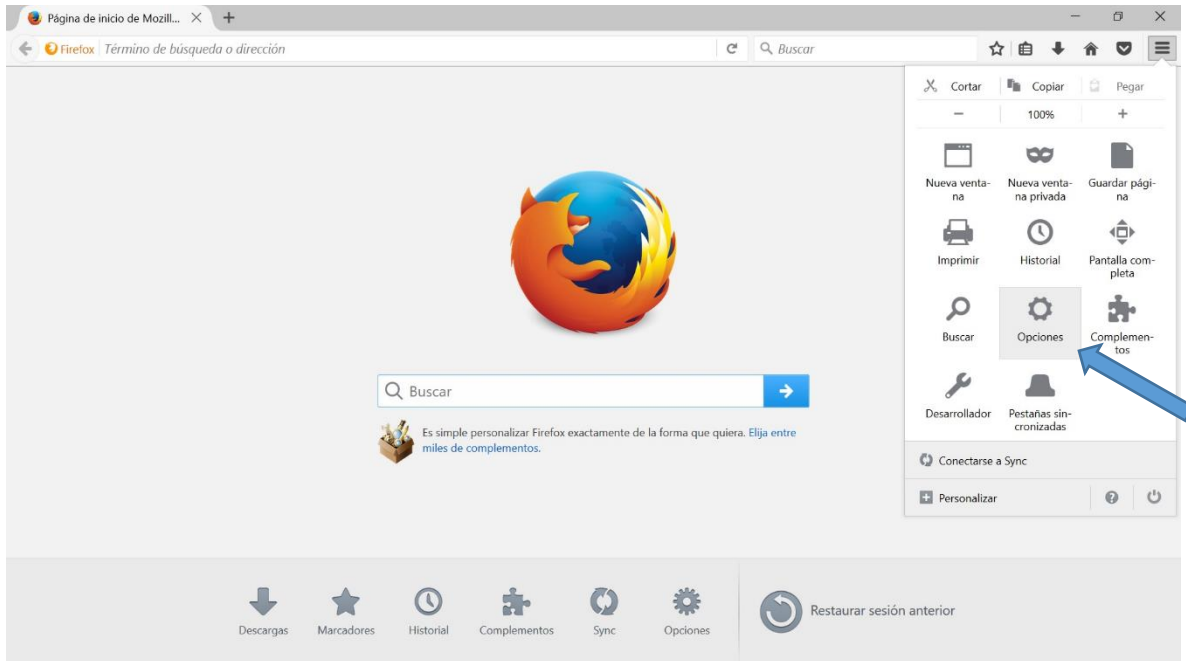 Página de inicio de Mozill...
Firefox Término de búsqueda o dirección
Buscar
Cortar Copiar Pegar
100%
Nueva venta-
na
Nueva venta-
na privada
Guardar pági-
na
Imprimir
Historial
Pantalla com-
pleta
Buscar
Opciones
Complemen-
tos
Desarrollador
Pestañas sin-
cronizadas
Conectarse a Sync
Personalizar
Buscar
Es simple personalizar Firefox exactamente de la forma que quiera. Elija entre
miles de complementos.
Descargas Marcadores Historial Complementos Sync Opciones
Restaurar sesión anterior